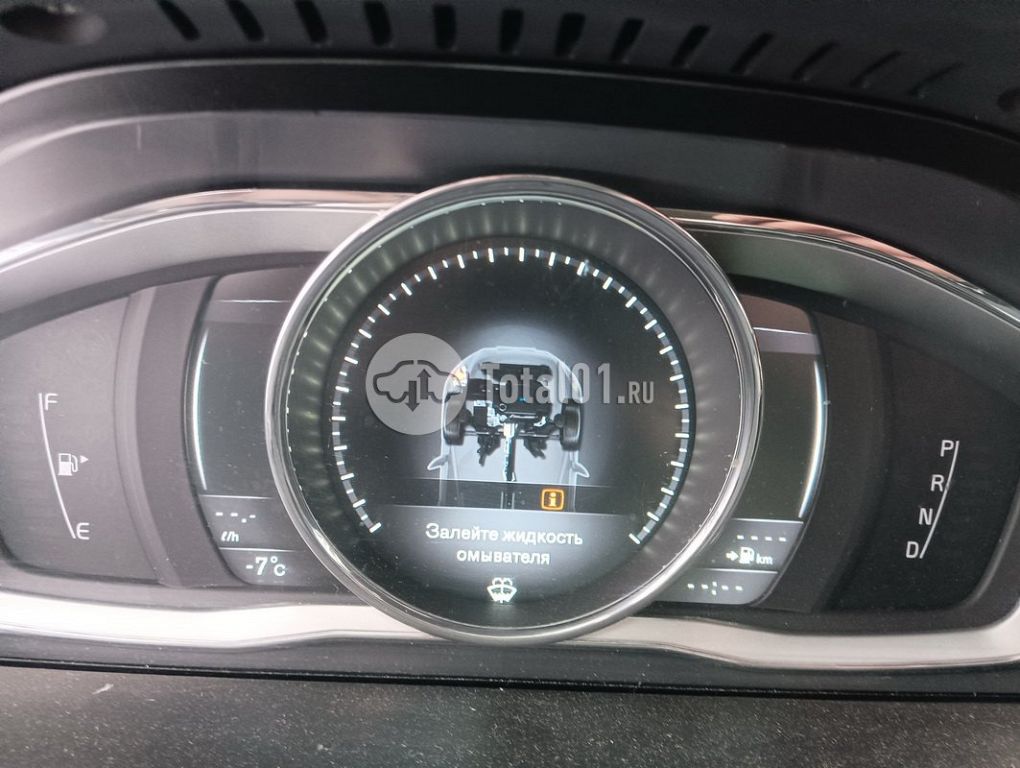 Total01.RU
F
E
--.-
l/h
-7°C
i
Залейте жидкость
омывателя
P
R
N
D
----
km
--:--